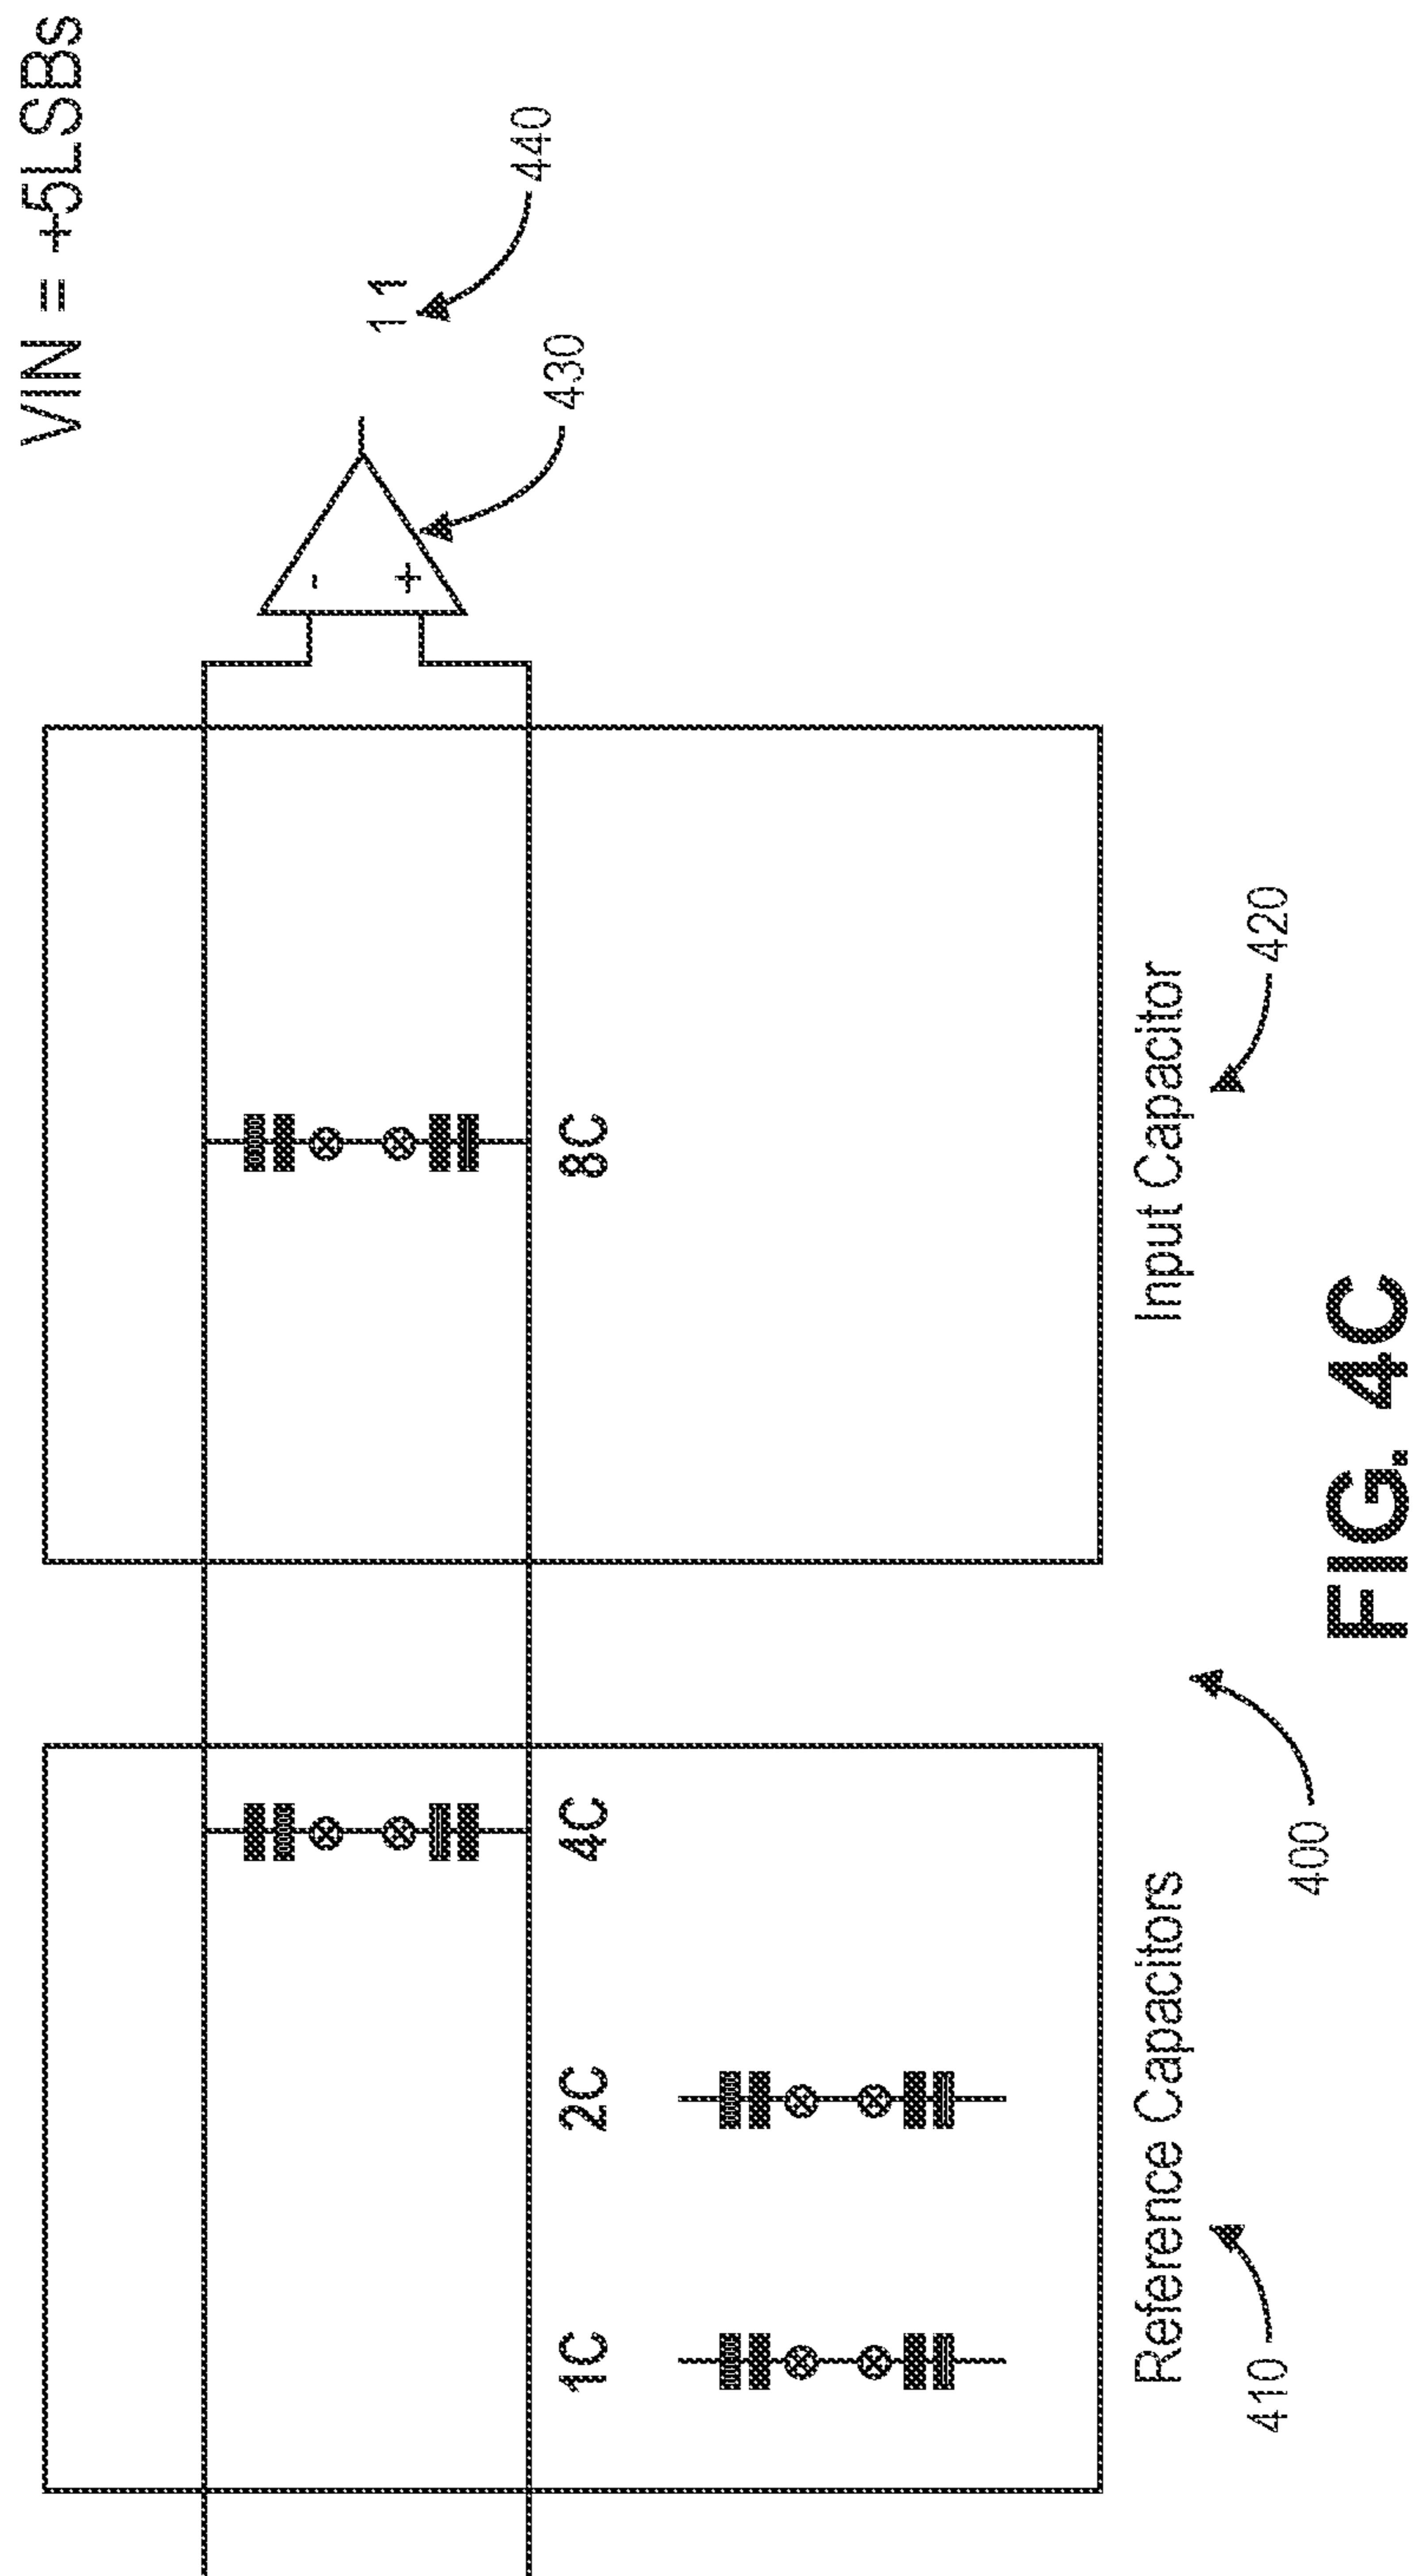 VIN = +5LSBs
-
+
11
440
430
1C
2C
4C
8C
Reference Capacitors
Input Capacitor
410
400
420
FIG. 4C